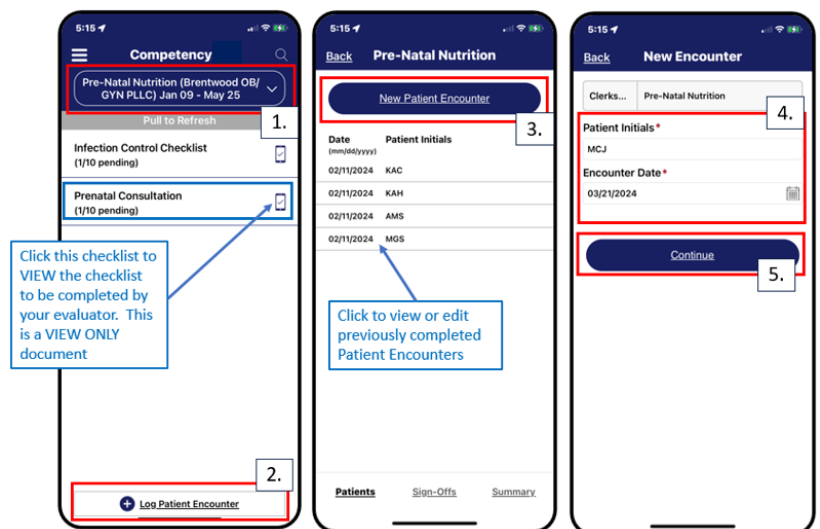 5:15
Competency
Pre-Natal Nutrition (Brentwood OB/
GYN PLLC) Jan 09 - May 25
Pull to Refresh
1.
Infection Control Checklist
(1/10 pending)
Prenatal Consultation
(1/10 pending)
Click this checklist to
VIEW the checklist
to be completed by
your evaluator. This
is a VIEW ONLY
document
2.
Log Patient Encounter
5:15
Back Pre-Natal Nutrition
New Patient Encounter
3.
Date Patient Initials
(mm/dd/yyyy)
02/11/2024 KAC
02/11/2024 KAH
02/11/2024 AMS
02/11/2024 MGS
Click to view or edit
previously completed
Patient Encounters
Patients Sign-Offs Summary
5:15
Back New Encounter
Clerks... Pre-Natal Nutrition
4.
Patient Initials*
MCJ
Encounter Date*
03/21/2024
Continue
5.